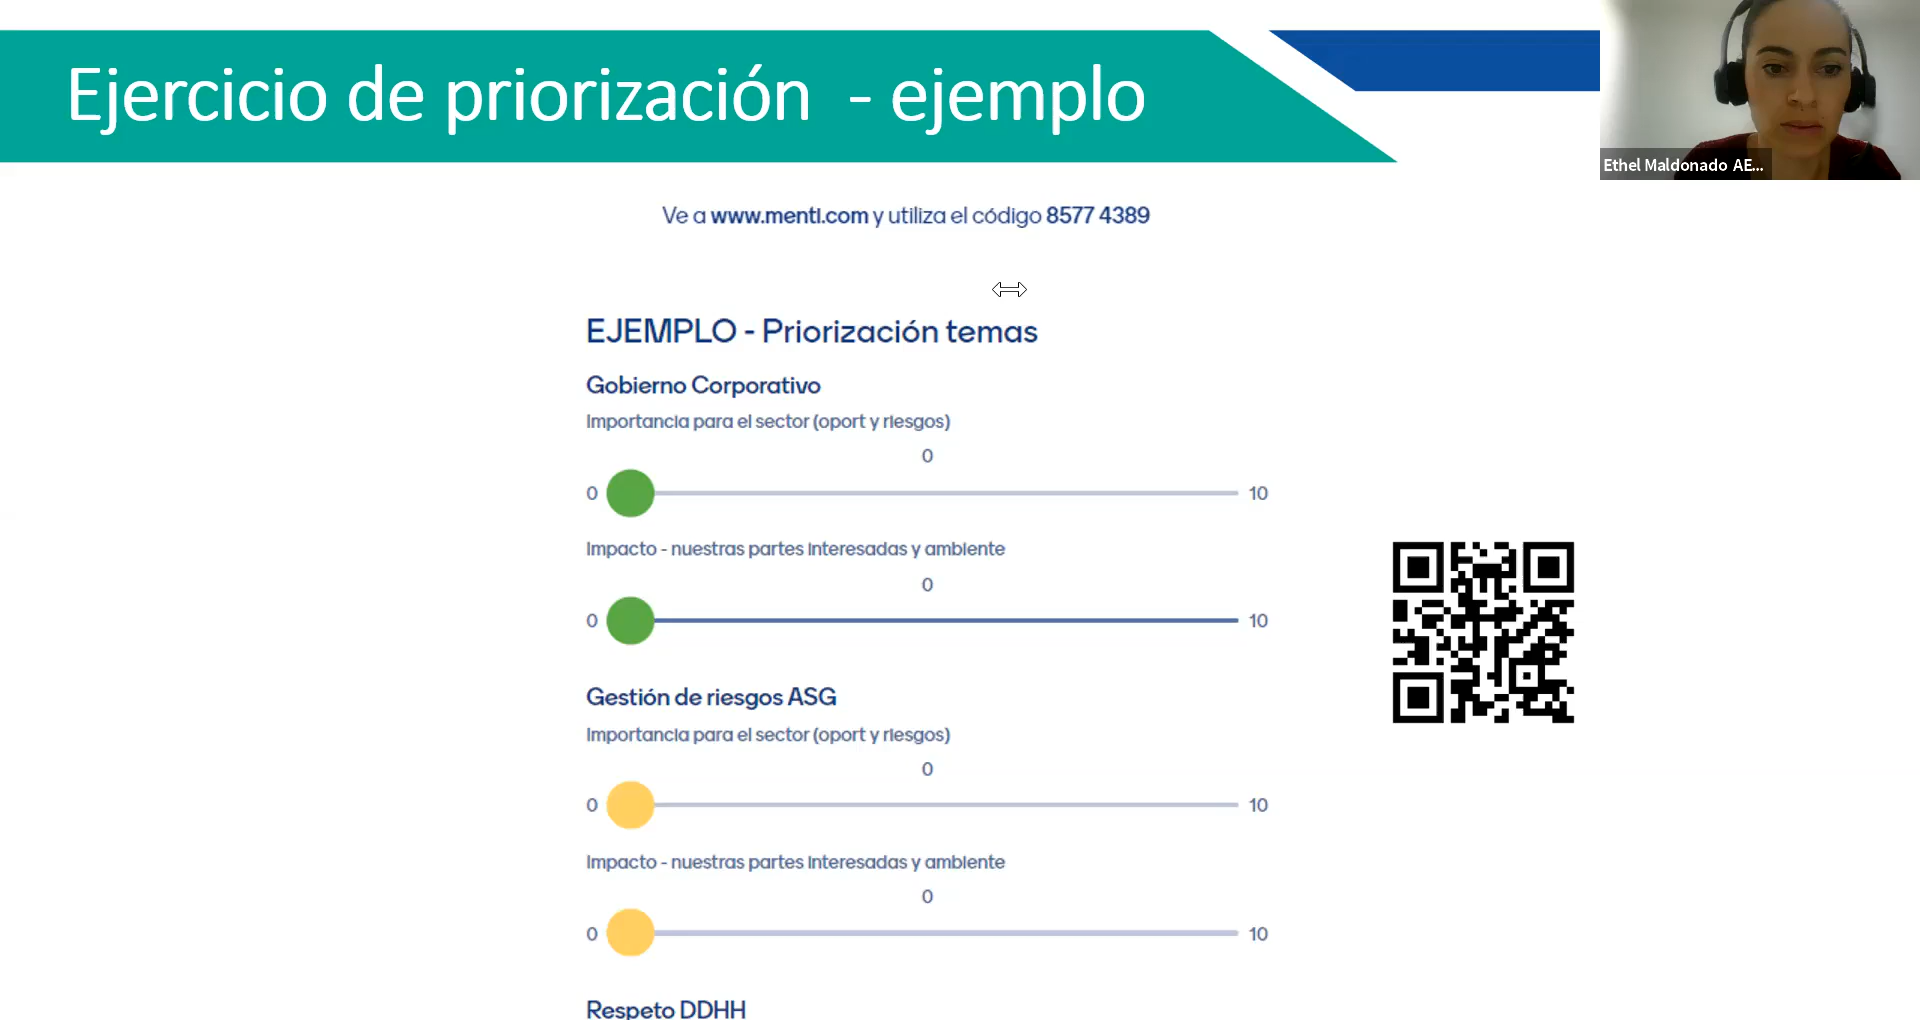 Ejercicio de priorización - ejemplo
Ethel Maldonado AE...
Ve a www.menti.com y utiliza el código 8577 4389
EJEMPLO - Priorización temas
Gobierno Corporativo
Importancia para el sector (oport y riesgos)
0
0 10
Impacto - nuestras partes interesadas y ambiente
0
0 10
Gestión de riesgos ASG
Importancia para el sector (oport y riesgos)
0
0 10
Impacto - nuestras partes interesadas y ambiente
0
0 10
Respeto DDHH